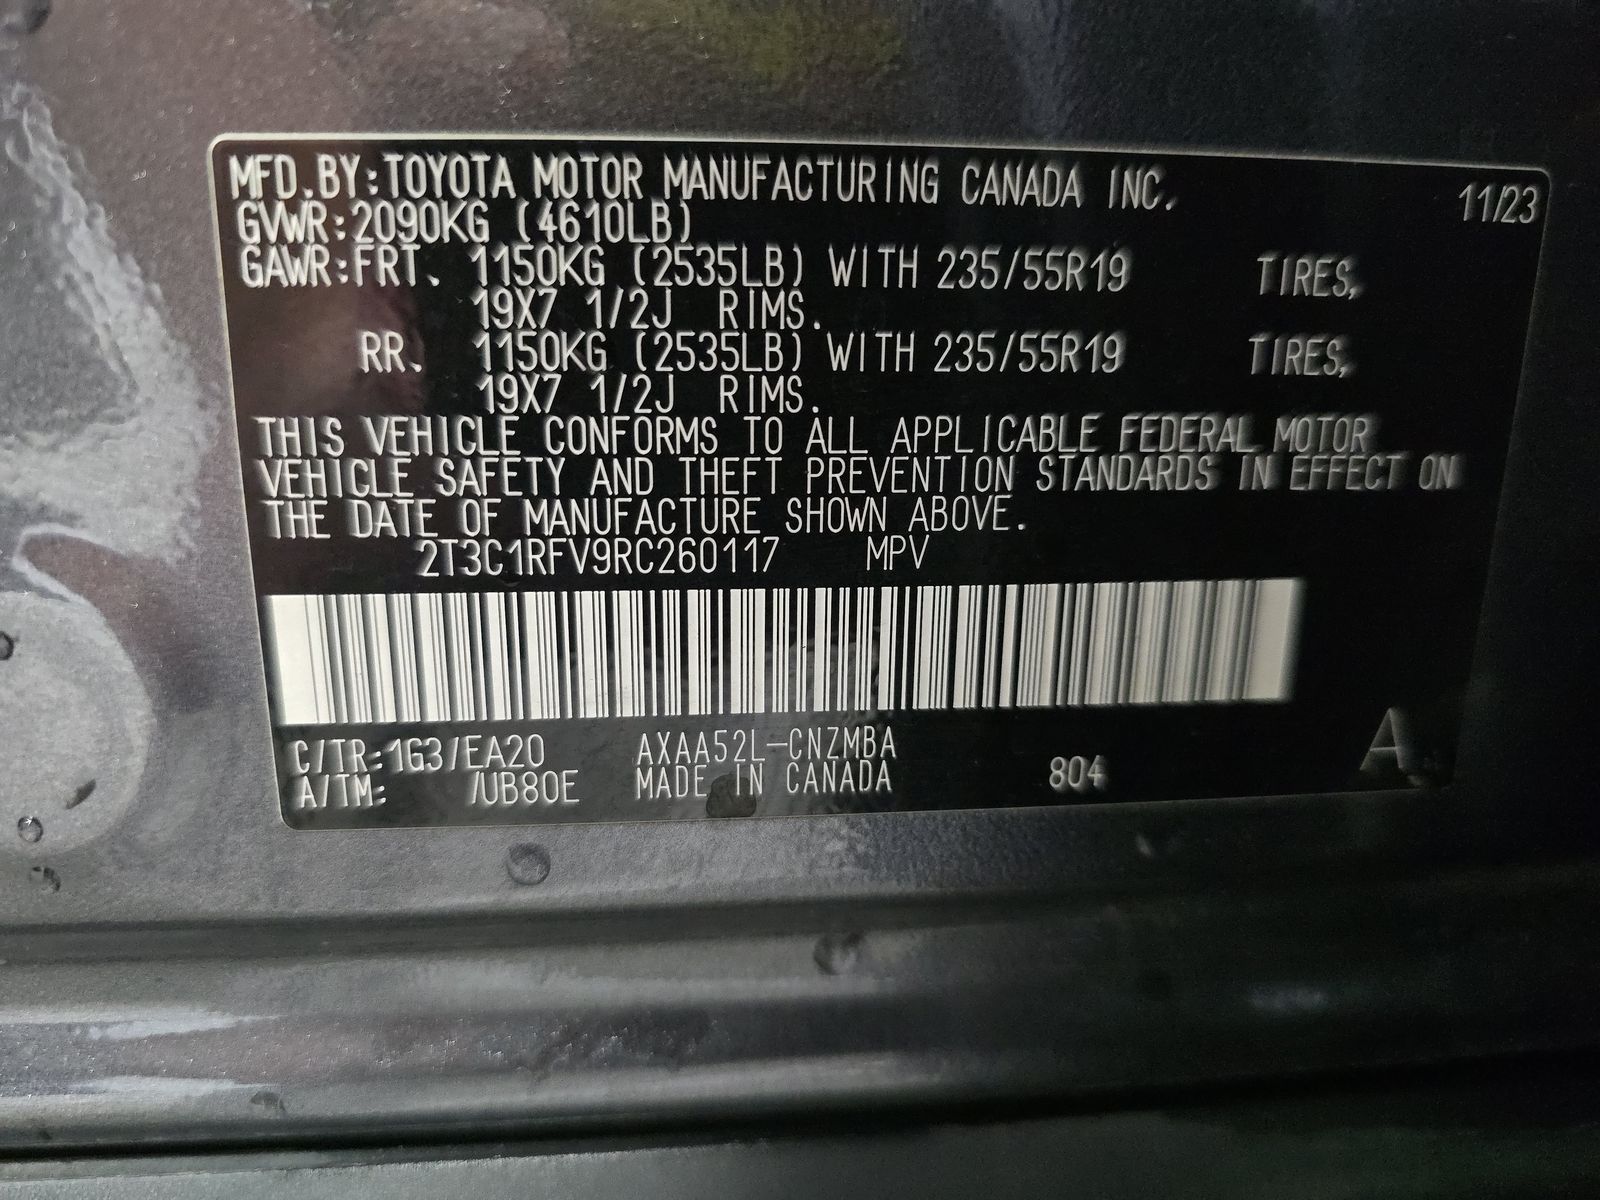 MFD.BY:TOYOTA MOTOR MANUFACTURING CANADA INC. 11/23
GVWR:2090KG (4610LB)
GAWR:FRT. 1150KG (2535LB) WITH 235/55R19 TIRES,
19X7 1/2J RIMS.
RR. 1150KG (2535LB) WITH 235/55R19 TIRES,
19X7 1/2J RIMS.
THIS VEHICLE CONFORMS TO ALL APPLICABLE FEDERAL MOTOR
VEHICLE SAFETY AND THEFT PREVENTION STANDARDS IN EFFECT ON
THE DATE OF MANUFACTURE SHOWN ABOVE.
2T3C1RFV9RC260117 MPV
C/TR:1G3/EA20 AXAA52L-CNZMBA
A/TM: /UB80E MADE IN CANADA 804 A